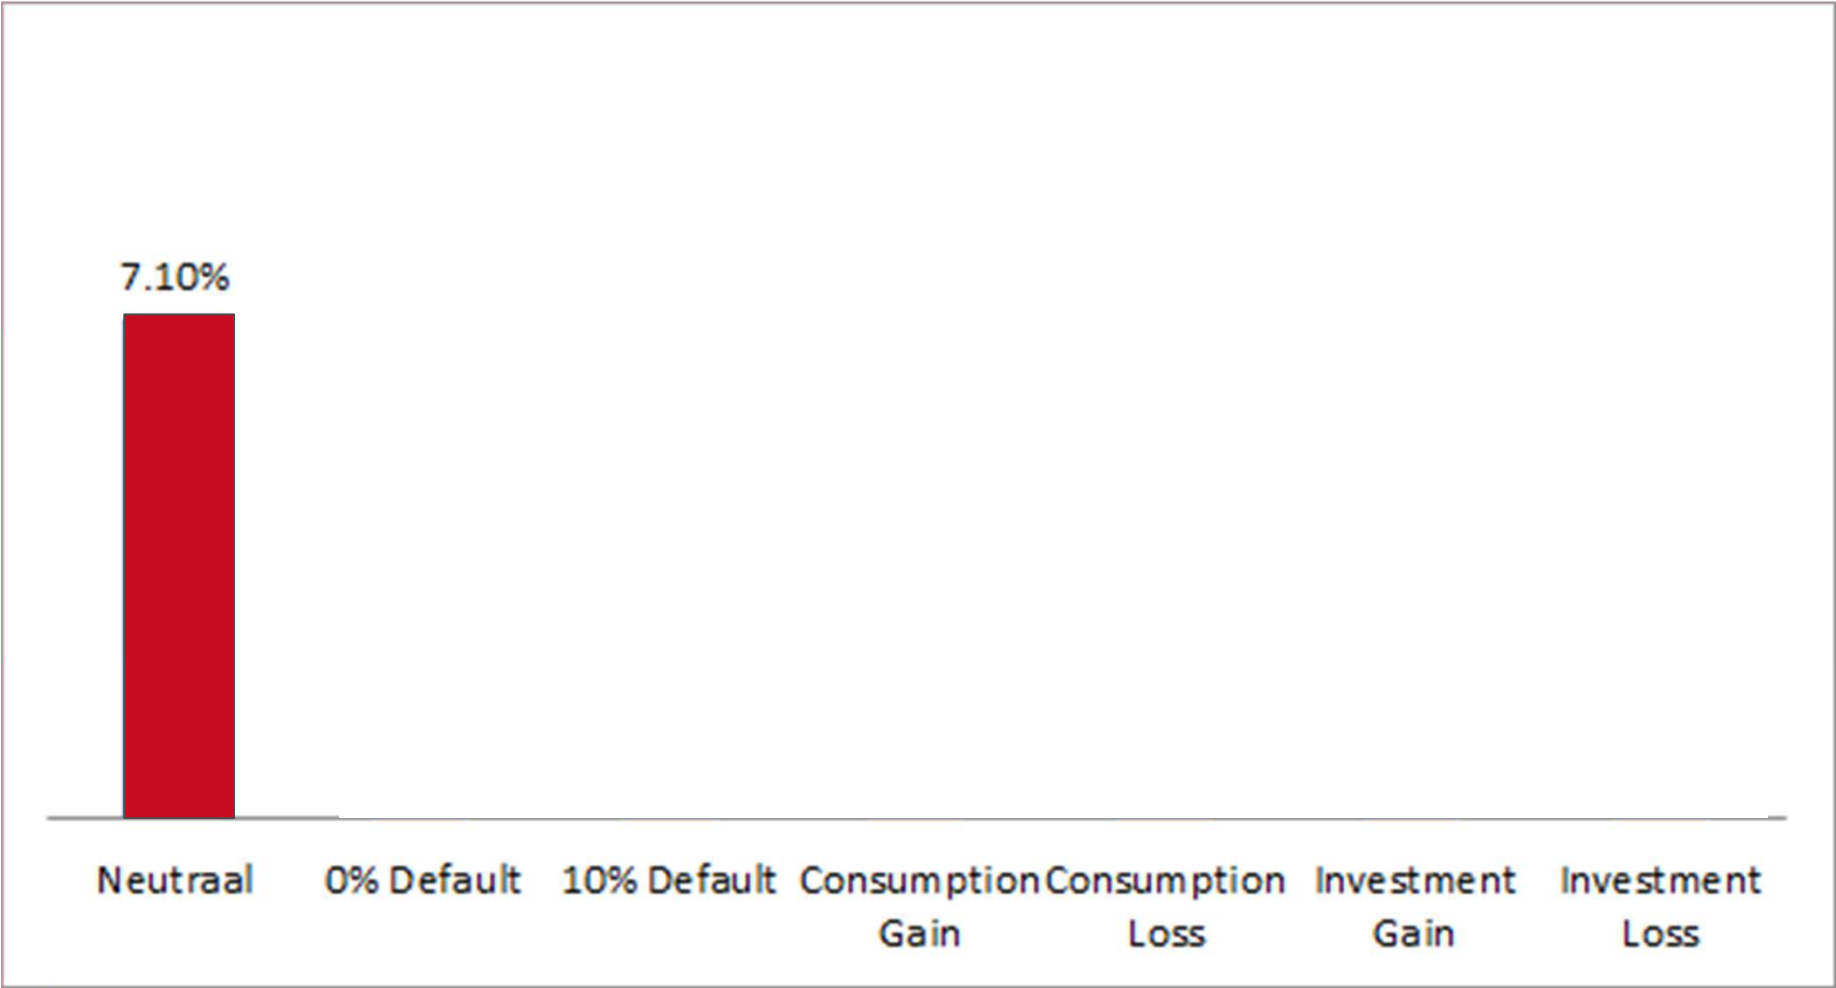 7.10%
Neutraal
0% Default
10% Default
Consumption
Gain
Consumption
Loss
Investment
Gain
Investment
Loss